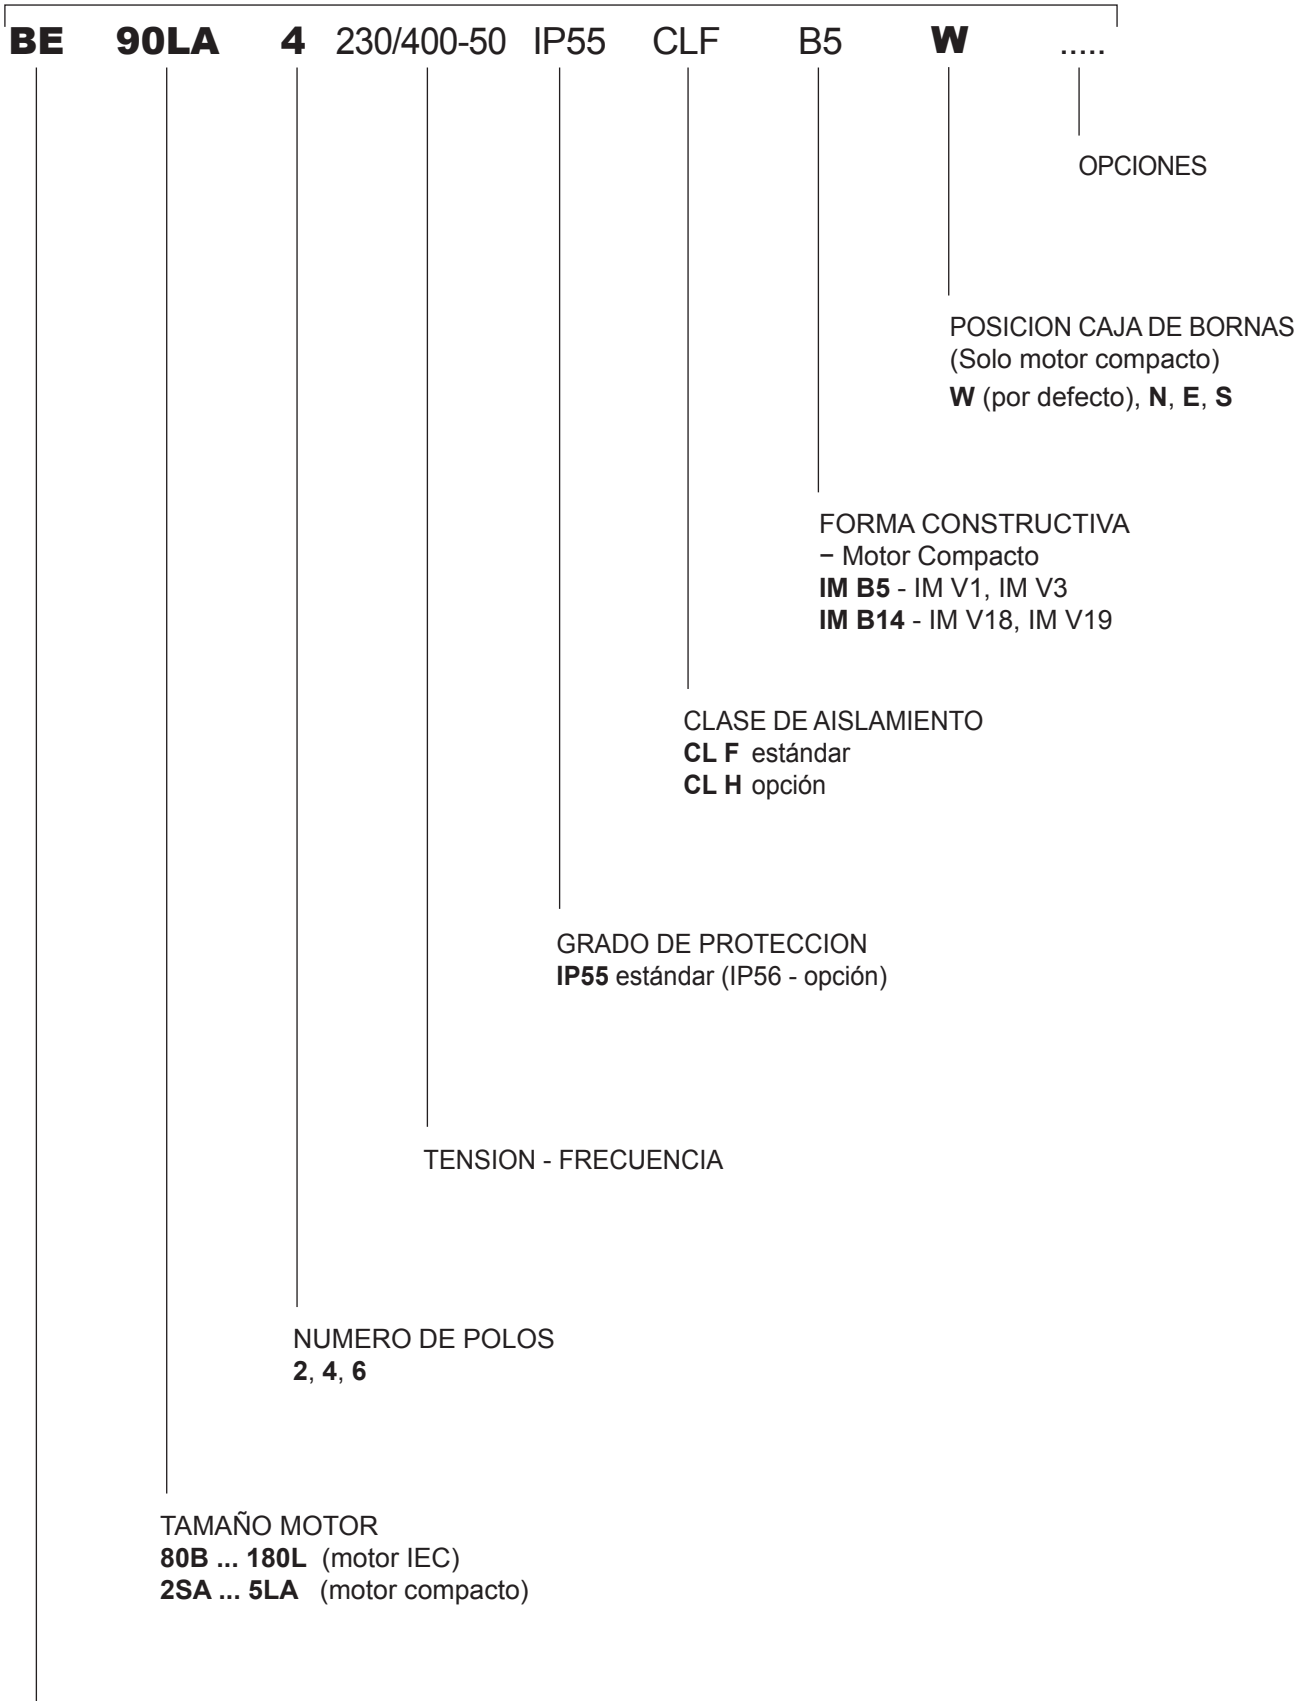 BE 90LA 4 230/400-50 IP55 CLF B5 W .....
OPCIONES
POSICION CAJA DE BORNAS
(Solo motor compacto)
W (por defecto), N, E, S
FORMA CONSTRUCTIVA
− Motor Compacto
IM B5 - IM V1, IM V3
IM B14 - IM V18, IM V19
CLASE DE AISLAMIENTO
CL F estándar
CL H opción
GRADO DE PROTECCION
IP55 estándar (IP56 - opción)
TENSION - FRECUENCIA
NUMERO DE POLOS
2, 4, 6
TAMAÑO MOTOR
80B ... 180L (motor IEC)
2SA ... 5LA (motor compacto)